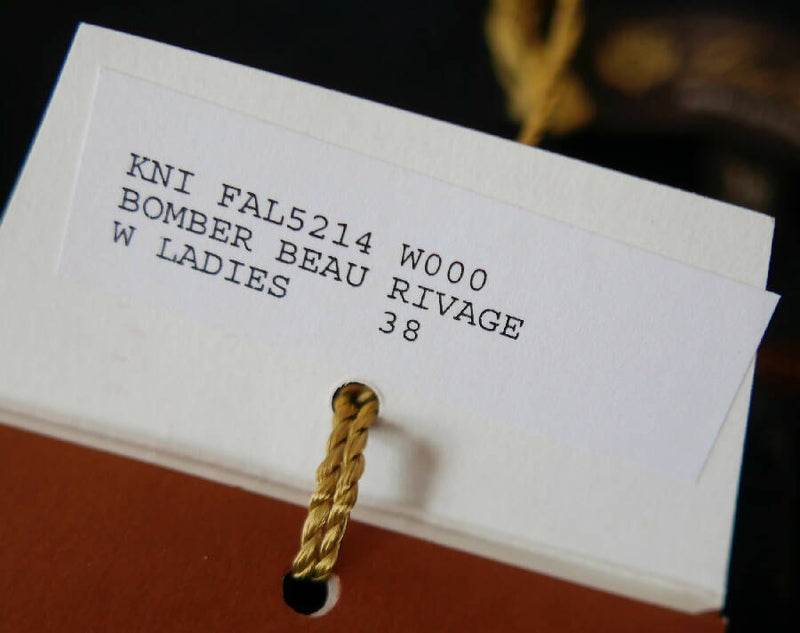 KNI FAL5214 W000
BOMBER BEAU RIVAGE
W LADIES 38